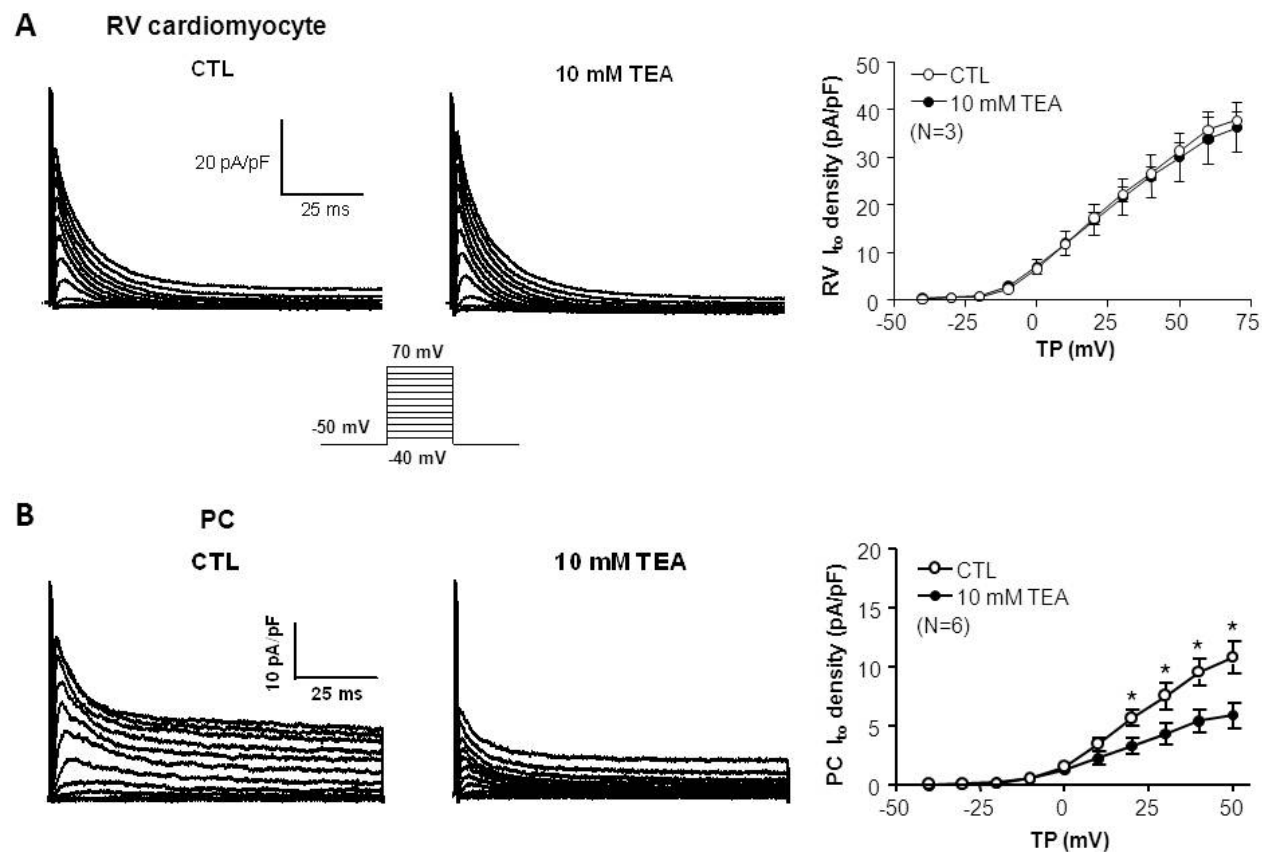 A
RV cardiomyocyte
CTL
10 mM TEA
20 pA/pF
25 ms
RV Ito density (pA/pF)
50
40
30
20
10
0
CTL
10 mM TEA
(N=3)
-50 -25 0 25 50 75
TP (mV)
70 mV
-50 mV
-40 mV
B
PC
CTL
10 mM TEA
10 pA/pF
25 ms
PC Ito density (pA/pF)
20
15
10
5
0
CTL
10 mM TEA
(N=6)
* * * *
-50 -25 0 25 50
TP (mV)